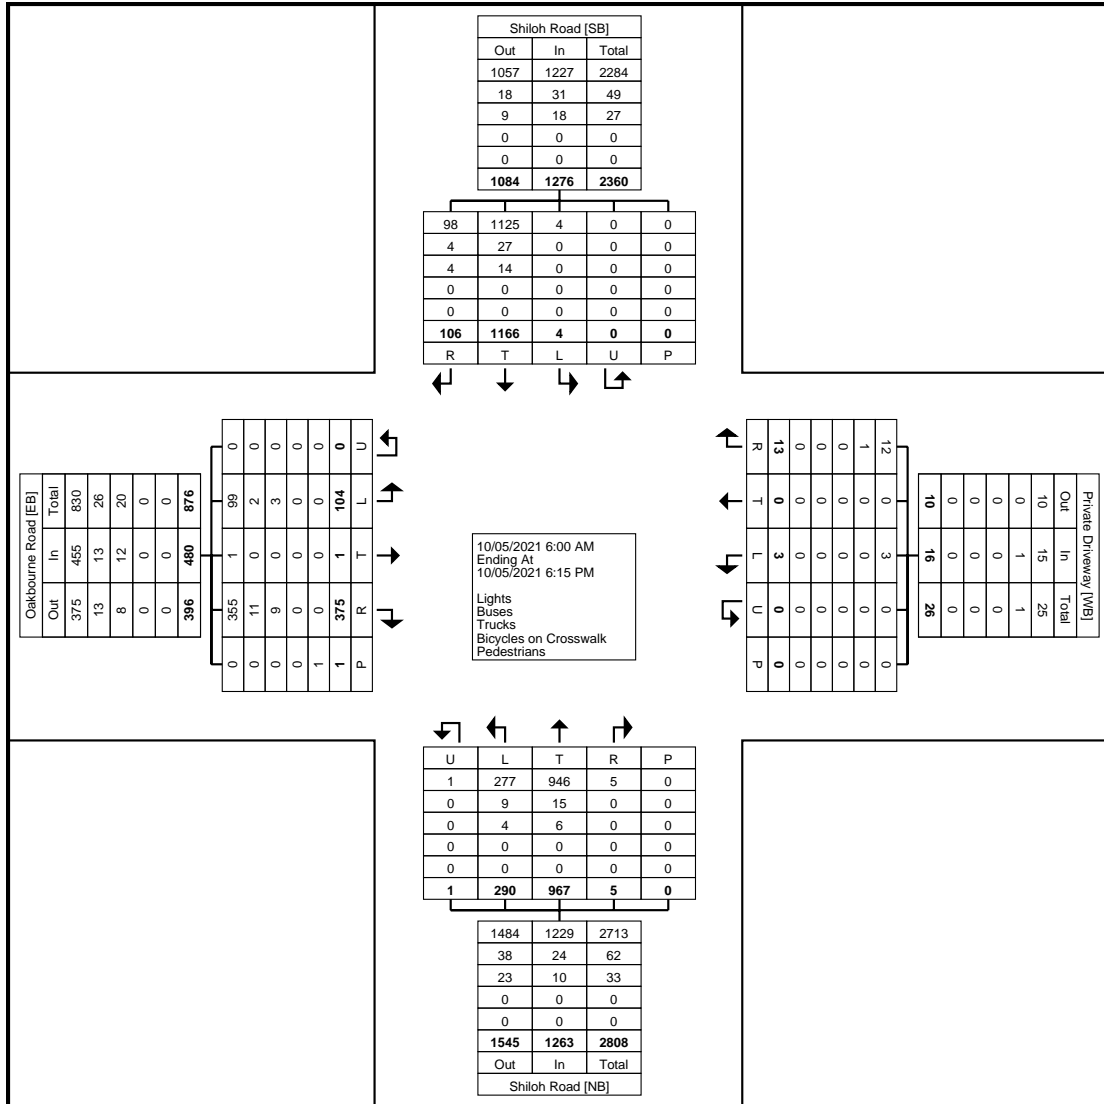 Shiloh Road [SB]
Out In Total
1057 1227 2284
18 31 49
9 18 27
0 0 0
0 0 0
1084 1276 2360
98 1125 4 0 0
4 27 0 0 0
4 14 0 0 0
0 0 0 0 0
0 0 0 0 0
106 1166 4 0 0
R T L U P
Oakbourne Road [EB]
Total 830 26 20 0 0 876
In 455 13 12 0 0 480
Out 375 13 8 0 0 396
0 0 0 0 0 0 U
99 2 3 0 0 104 L
1 0 0 0 0 1 T
355 11 9 0 0 375 R
0 0 0 0 1 1 P
10/05/2021 6:00 AM
Ending At
10/05/2021 6:15 PM
Lights
Buses
Trucks
Bicycles on Crosswalk
Pedestrians
R 13 0 0 0 1 12
T 0 0 0 0 0 0
L 3 0 0 0 0 3
U 0 0 0 0 0 0
P 0 0 0 0 0 0
10 0 0 0 0 10 Out
16 0 0 0 1 15 In
26 0 0 0 1 25 Total
Private Driveway [WB]
U L T R P
1 277 946 5 0
0 9 15 0 0
0 4 6 0 0
0 0 0 0 0
0 0 0 0 0
1 290 967 5 0
1484 1229 2713
38 24 62
23 10 33
0 0 0
0 0 0
1545 1263 2808
Out In Total
Shiloh Road [NB]